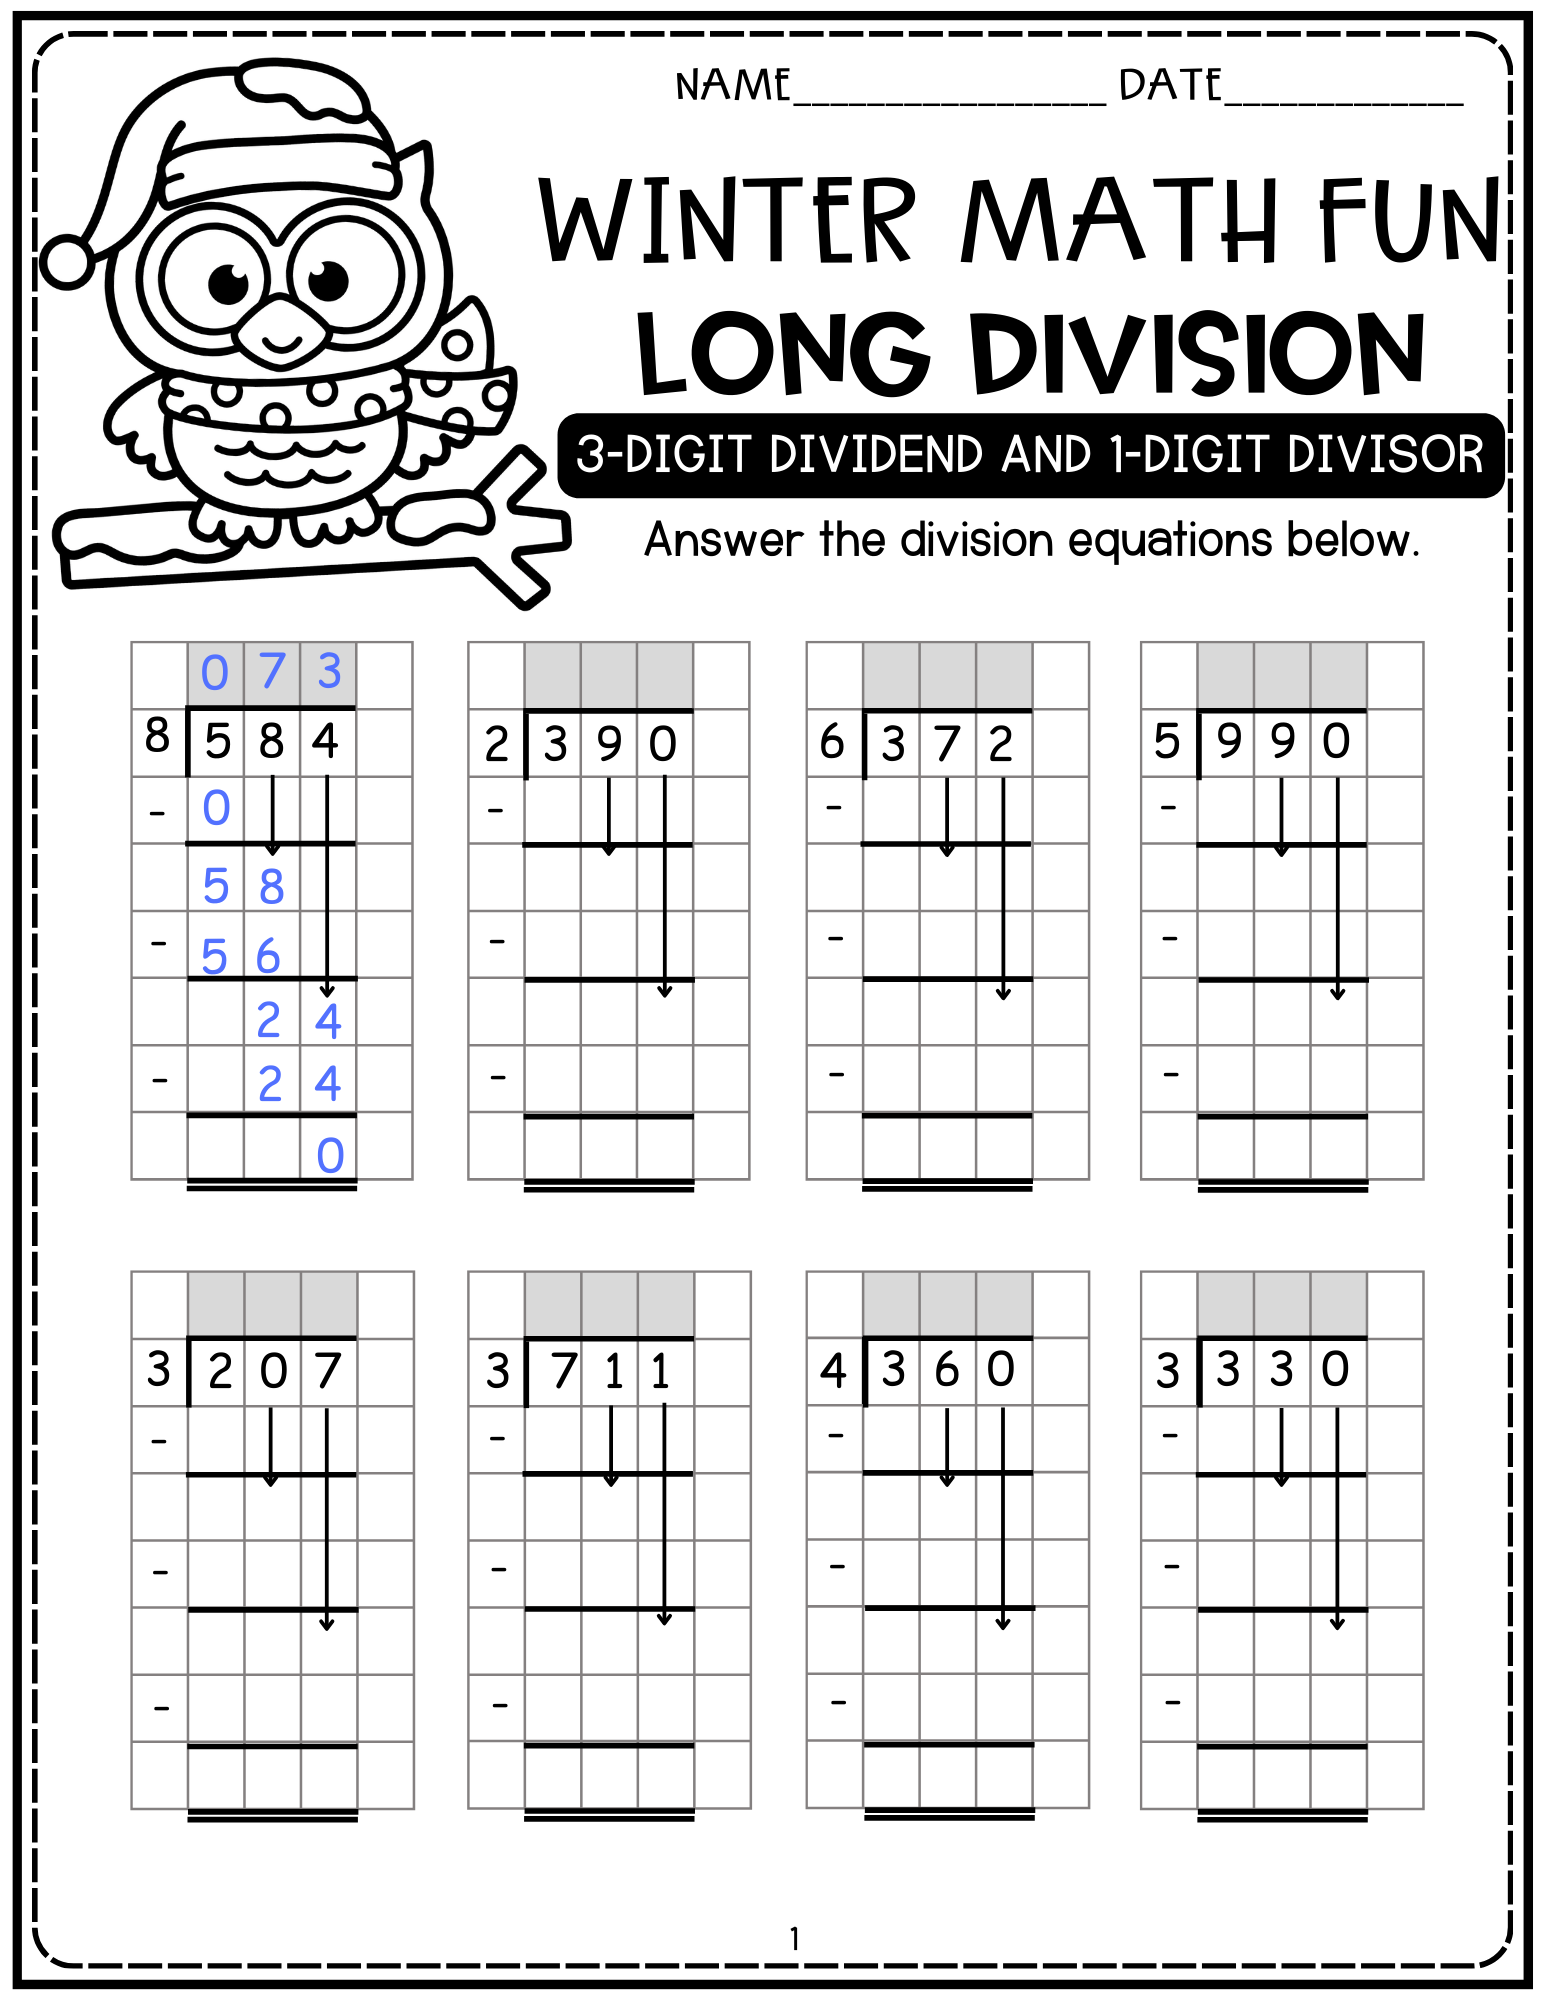 NAME_________________ DATE_____________
WINTER MATH FUN
LONG DIVISION
3-DIGIT DIVIDEND AND 1-DIGIT DIVISOR
Answer the division equations below.
0 7 3
8 5 8 4
- 0
5 8
- 5 6
2 4
- 2 4
0
2 3 9 0
-
-
-
6 3 7 2
-
-
-
5 9 9 0
-
-
-
3 2 0 7
-
-
-
3 7 1 1
-
-
-
4 3 6 0
-
-
-
3 3 3 0
-
-
-
1